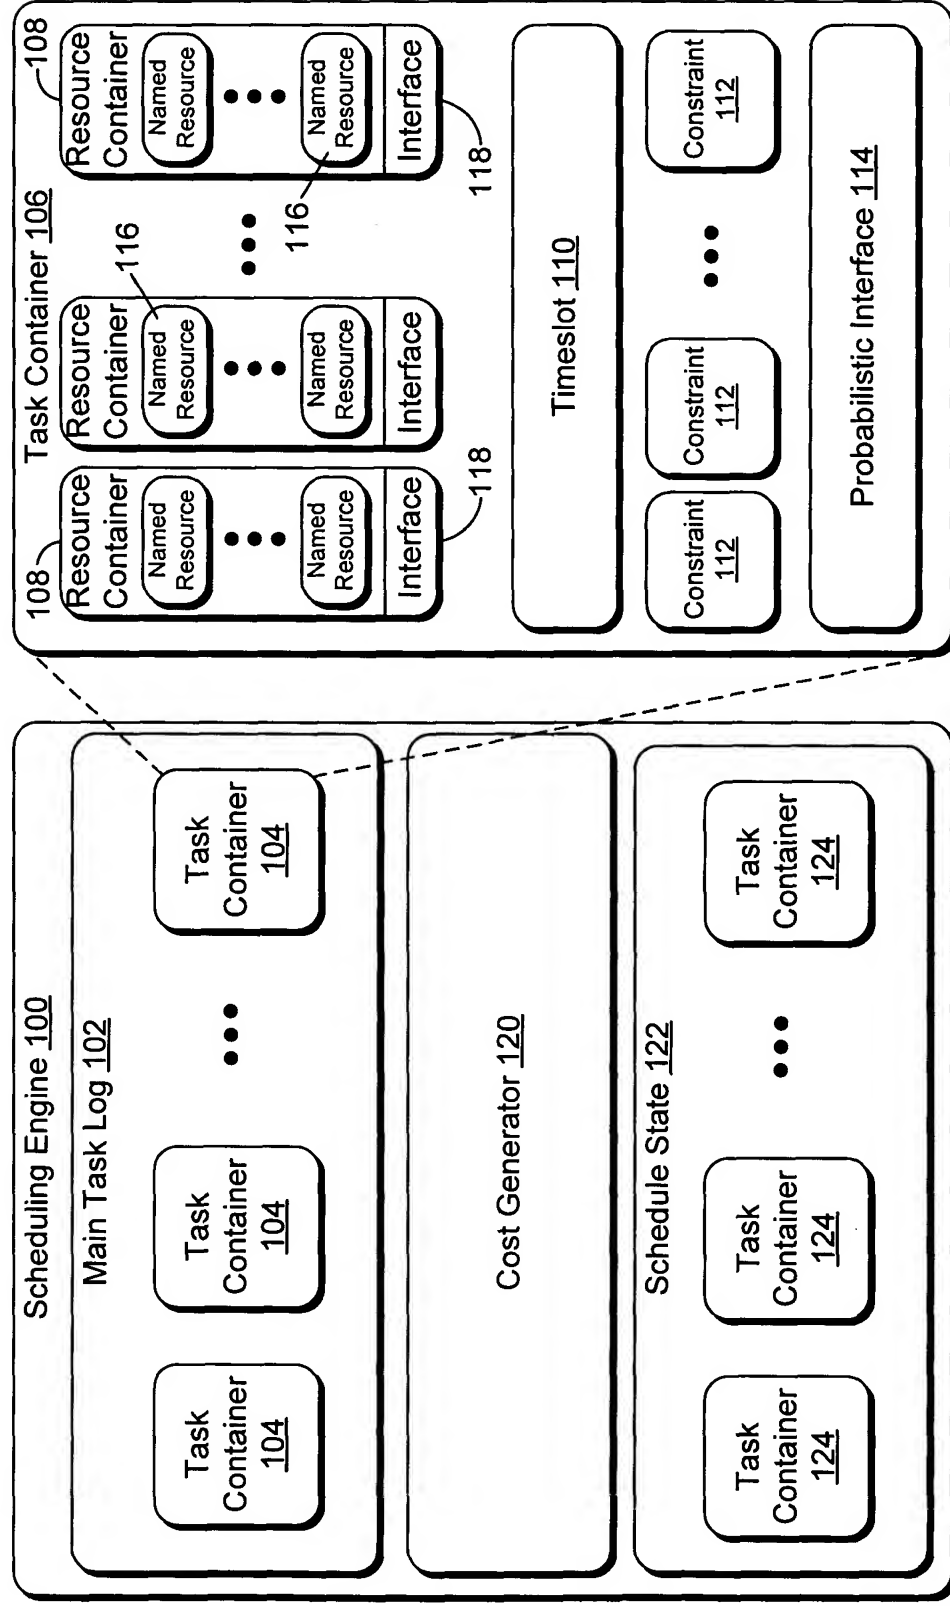 Scheduling Engine 100
Main Task Log 102
Task
Container
104
Task
Container
104
Task
Container
104
Cost Generator 120
Schedule State 122
Task
Container
124
Task
Container
124
Task
Container
124
Task Container 106
108
Resource
Container
Named
Resource
Named
Resource
Interface
118
Resource
Container
Named
Resource
116
Named
Resource
Interface
108
Resource
Container
Named
Resource
116
Named
Resource
Interface
118
Timeslot 110
Constraint
112
Constraint
112
Constraint
112
Probabilistic Interface 114